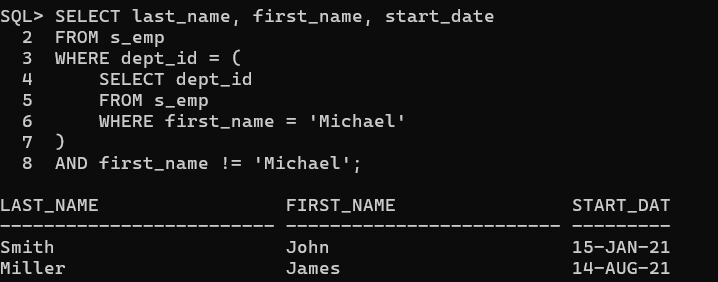 SQL> SELECT last_name, first_name, start_date
  2  FROM s_emp
  3  WHERE dept_id = (
  4      SELECT dept_id
  5      FROM s_emp
  6      WHERE first_name = 'Michael'
  7  )
  8  AND first_name != 'Michael';
LAST_NAME                 FIRST_NAME                START_DAT
------------------------- ------------------------- ---------
Smith                     John                      15-JAN-21
Miller                    James                     14-AUG-21